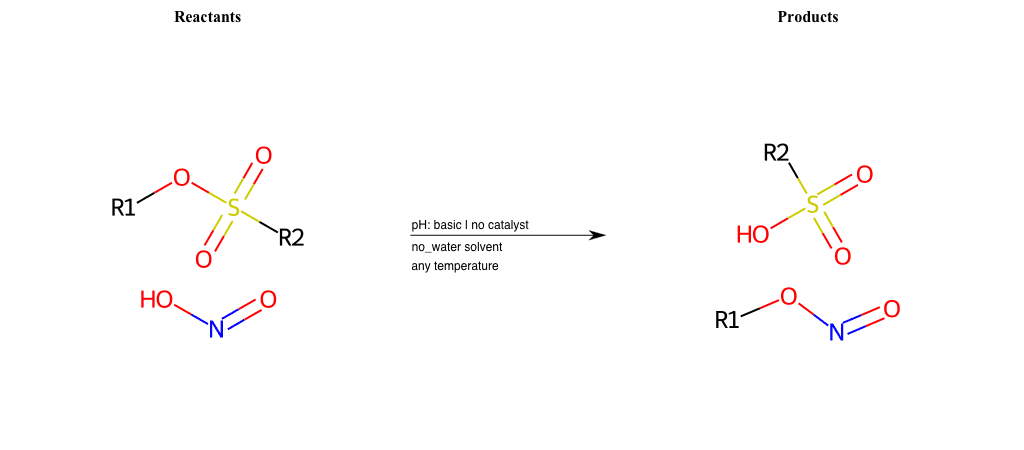 Reactants
Products
O
O
R1
S
R2
O
HO
O
N
pH: basic | no catalyst
no_water solvent
any temperature
R2
O
S
HO
O
O
R1
O
N